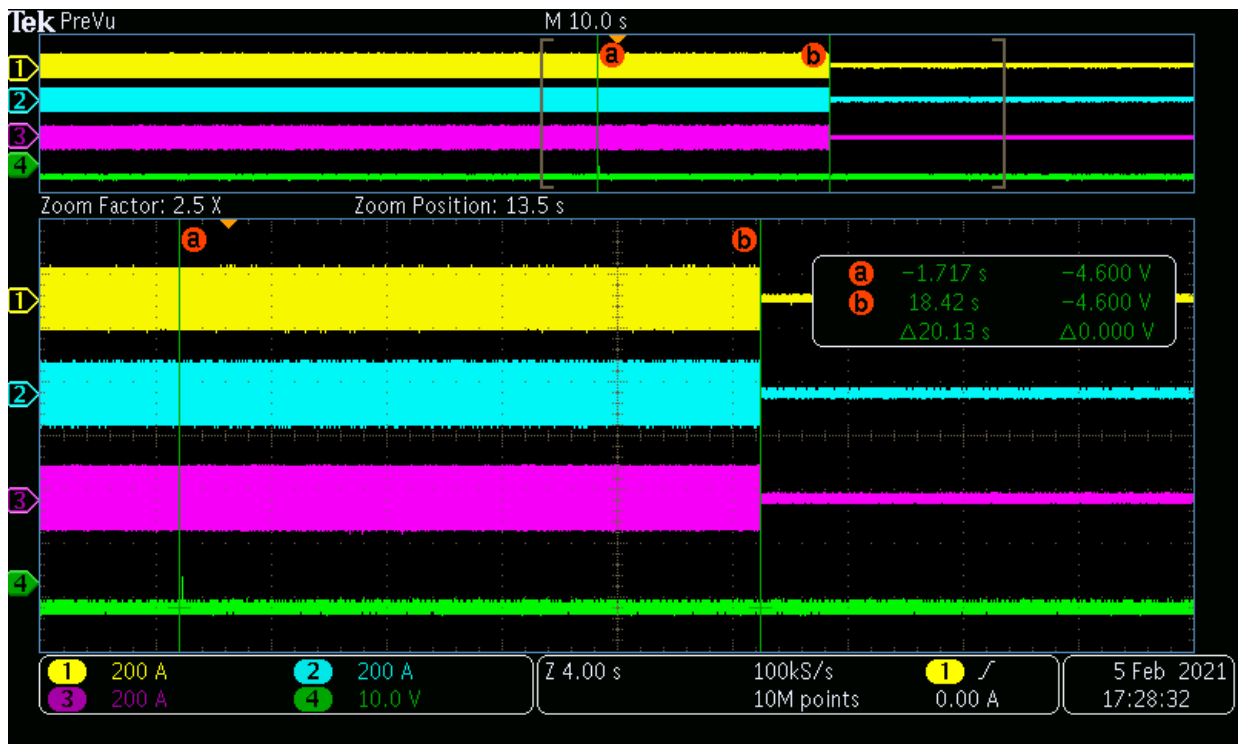 Tek PreVu M 10.0 s
a b
1
2
3
4
Zoom Factor: 2.5 X Zoom Position: 13.5 s
a b
a −1.717 s −4.600 V
b 18.42 s −4.600 V
△20.13 s △0.000 V
1
2
3
4
1 200 A 2 200 A Z 4.00 s 100kS/s 1 5 Feb 2021
3 200 A 4 10.0 V 10M points 0.00 A 17:28:32